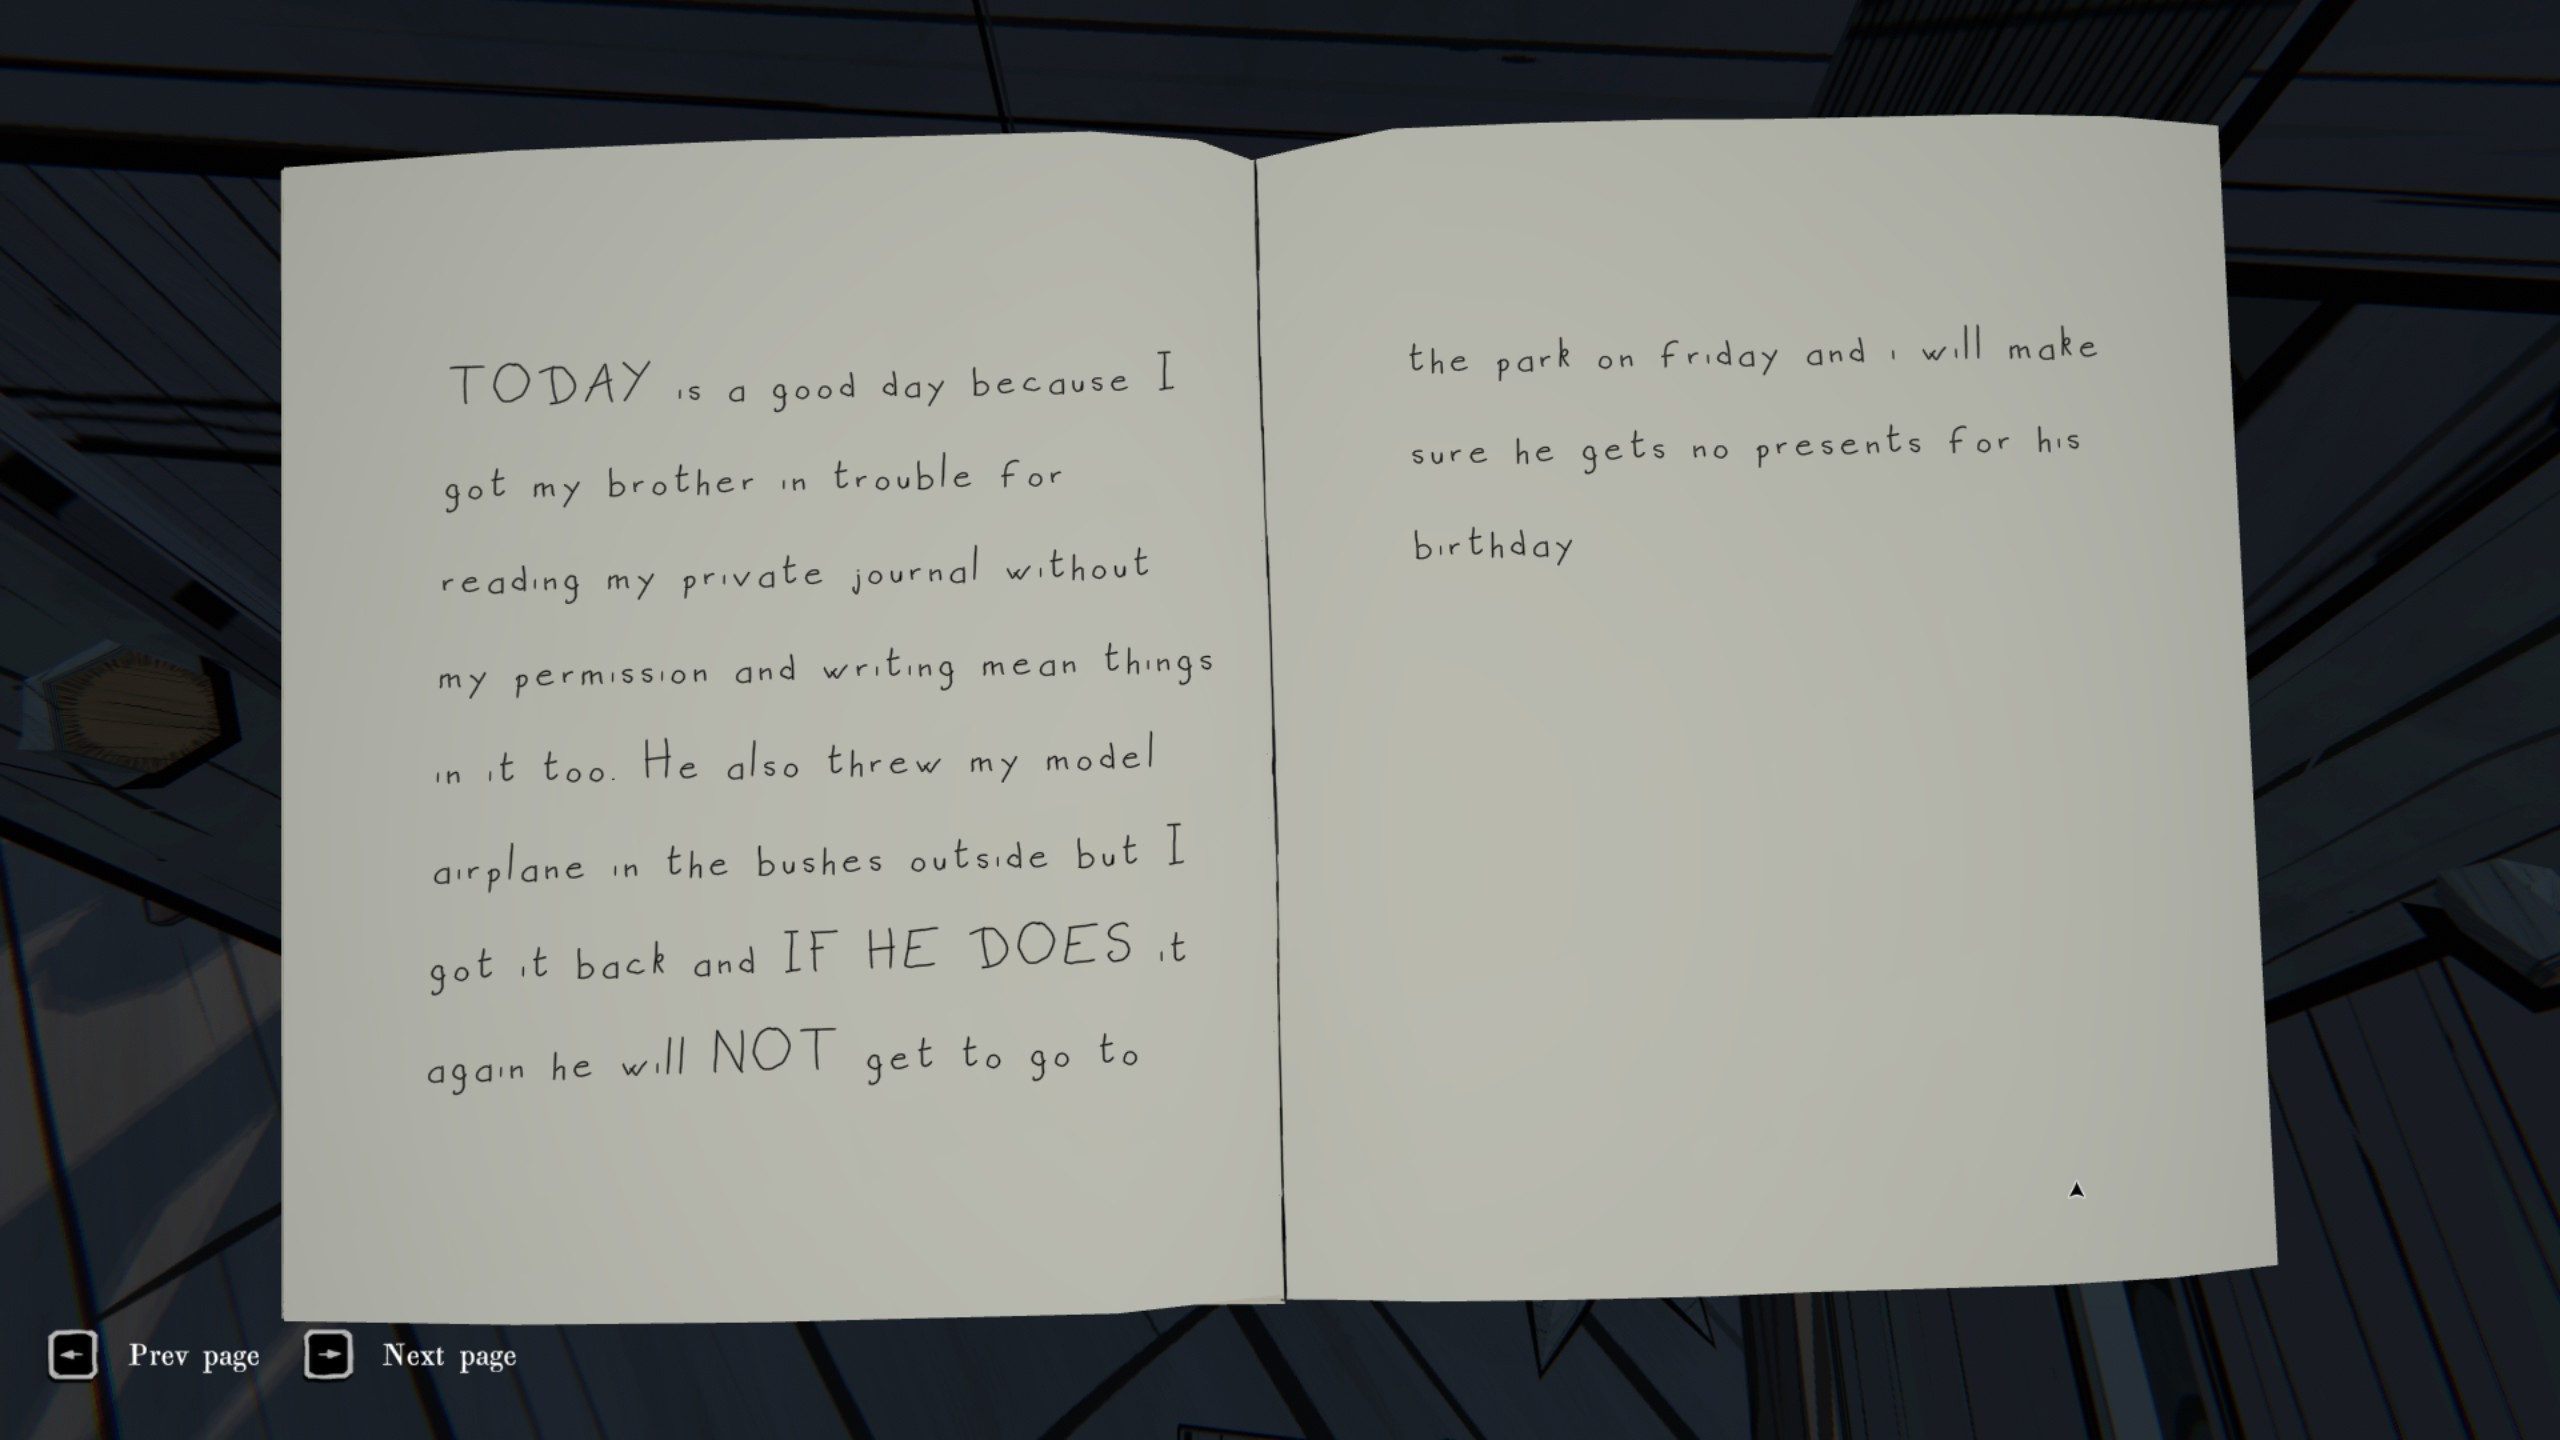 TODAY is a good day because I
got my brother in trouble for
reading my private journal without
my permission and writing mean things
in it too. He also threw my model
airplane in the bushes outside but I
got it back and IF HE DOES it
again he will NOT get to go to
the park on friday and i will make
sure he gets no presents for his
birthday
Prev page
Next page